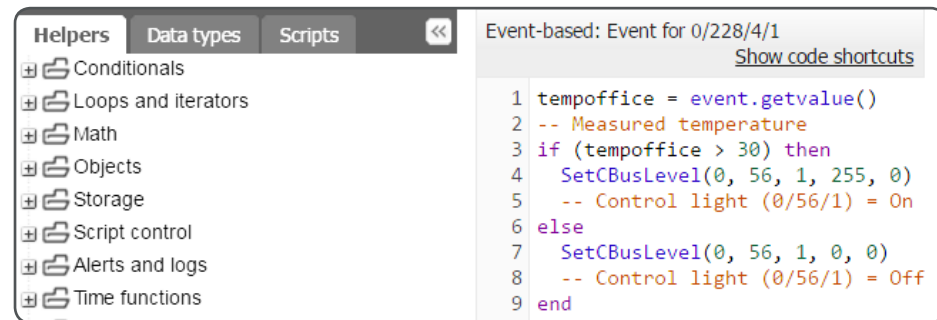 Helpers Data types Scripts «
Conditionals
Loops and iterators
Math
Objects
Storage
Script control
Alerts and logs
Time functions
Event-based: Event for 0/228/4/1
Show code shortcuts
1 tempoffice = event.getvalue()
2 -- Measured temperature
3 if (tempoffice > 30) then
4   SetCBusLevel(0, 56, 1, 255, 0)
5   -- Control light (0/56/1) = On
6 else
7   SetCBusLevel(0, 56, 1, 0, 0)
8   -- Control light (0/56/1) = Off
9 end